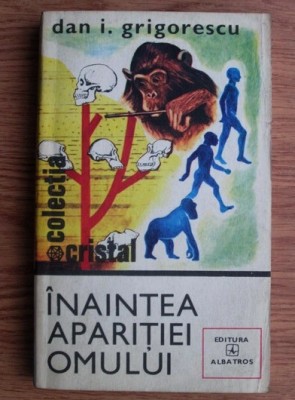 dan i. grigorescu
colecția
cristal
ÎNAINTEA
APARIȚIEI
OMULUI
EDITURA
ALBATROS